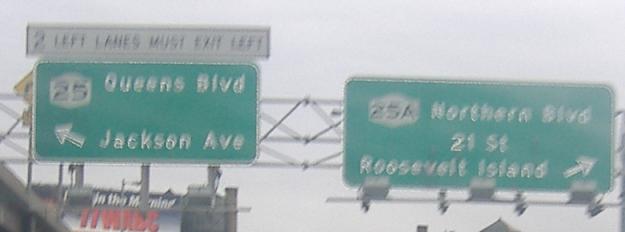 2 LEFT LANES MUST EXIT LEFT
25 Queens Blvd
Jackson Ave
25A Northern Blvd
21 St
Roosevelt Island
in the Morning